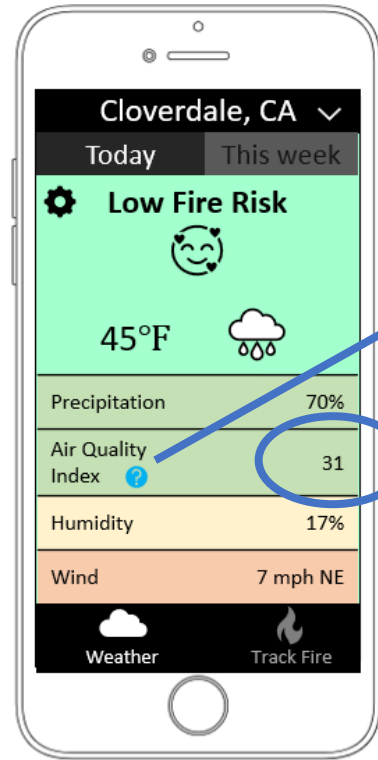 Cloverdale, CA
Today This week
Low Fire Risk
45°F
Precipitation 70%
Air Quality
Index ? 31
Humidity 17%
Wind 7 mph NE
Weather Track Fire